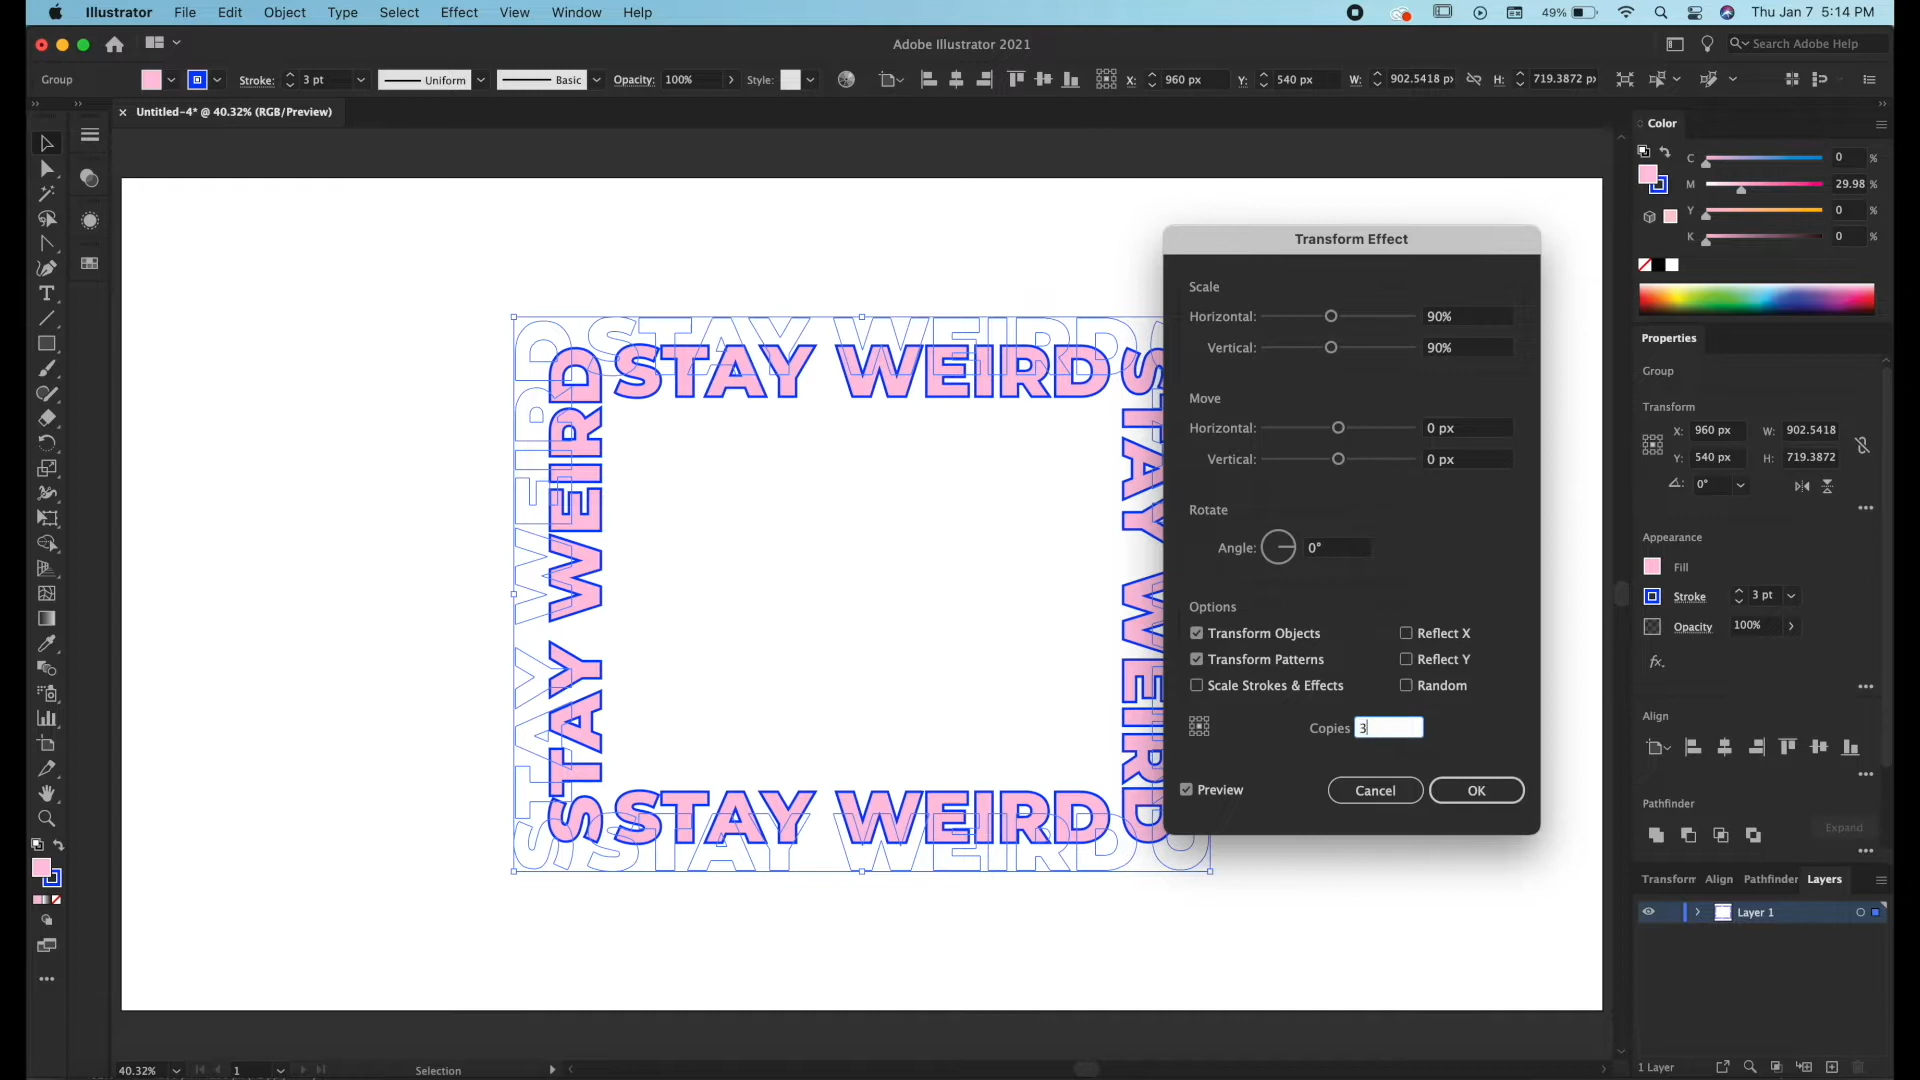 Illustrator File Edit Object Type Select Effect View Window Help 49% Thu Jan 7 5:14 PM
Adobe Illustrator 2021 Search Adobe Help
Group Stroke: 3 pt Uniform Basic Opacity: 100% Style: X: 960 px Y: 540 px W: 902.5418 px H: 719.3872 px
× Untitled-4* @ 40.32% (RGB/Preview)
Color
C 0 %
M 29.98 %
Y 0 %
K 0 %
STAY WEIRD
STAY WEIRD
STAY WEIRD
STAY WEIRD
Transform Effect
Scale
Horizontal: 90%
Vertical: 90%
Move
Horizontal: 0 px
Vertical: 0 px
Rotate
Angle: 0°
Options
Transform Objects Reflect X
Transform Patterns Reflect Y
Scale Strokes & Effects Random
Copies 3
Preview Cancel OK
Properties
Group
Transform
X: 960 px W: 902.5418
Y: 540 px H: 719.3872
0°
Appearance
Fill
Stroke 3 pt
Opacity 100%
fx.
Align
Pathfinder
Expand
Transform Align Pathfinder Layers
Layer 1
40.32% 1 Selection 1 Layer